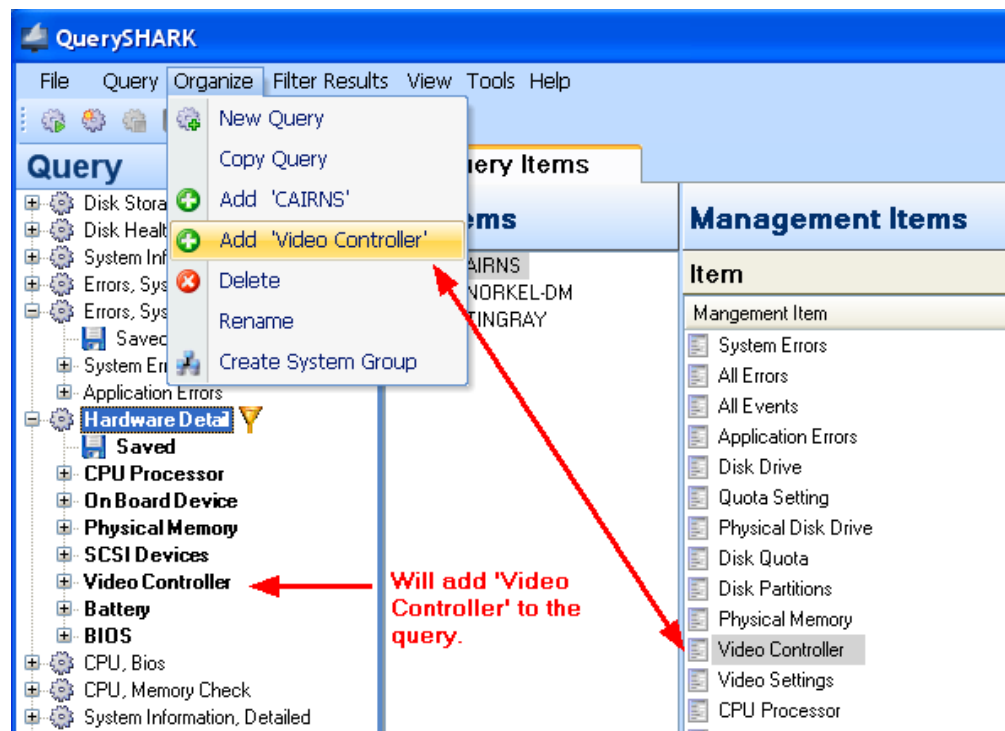 QuerySHARK
File Query Organize Filter Results View Tools Help
New Query
Copy Query
Add 'CAIRNS'
Add 'Video Controller'
Delete
Rename
Create System Group
Query
Disk Stora
Disk Healt
System Inf
Errors, Sys
Errors, Sys
Saved
System Err
Application Errors
Hardware Detail
Saved
CPU Processor
On Board Device
Physical Memory
SCSI Devices
Video Controller
Battery
BIOS
CPU, Bios
CPU, Memory Check
System Information, Detailed
uery Items
ems
AIRNS
NORKEL-DM
TINGRAY
Will add 'Video
Controller' to the
query.
Management Items
Item
Mangement Item
System Errors
All Errors
All Events
Application Errors
Disk Drive
Quota Setting
Physical Disk Drive
Disk Quota
Disk Partitions
Physical Memory
Video Controller
Video Settings
CPU Processor